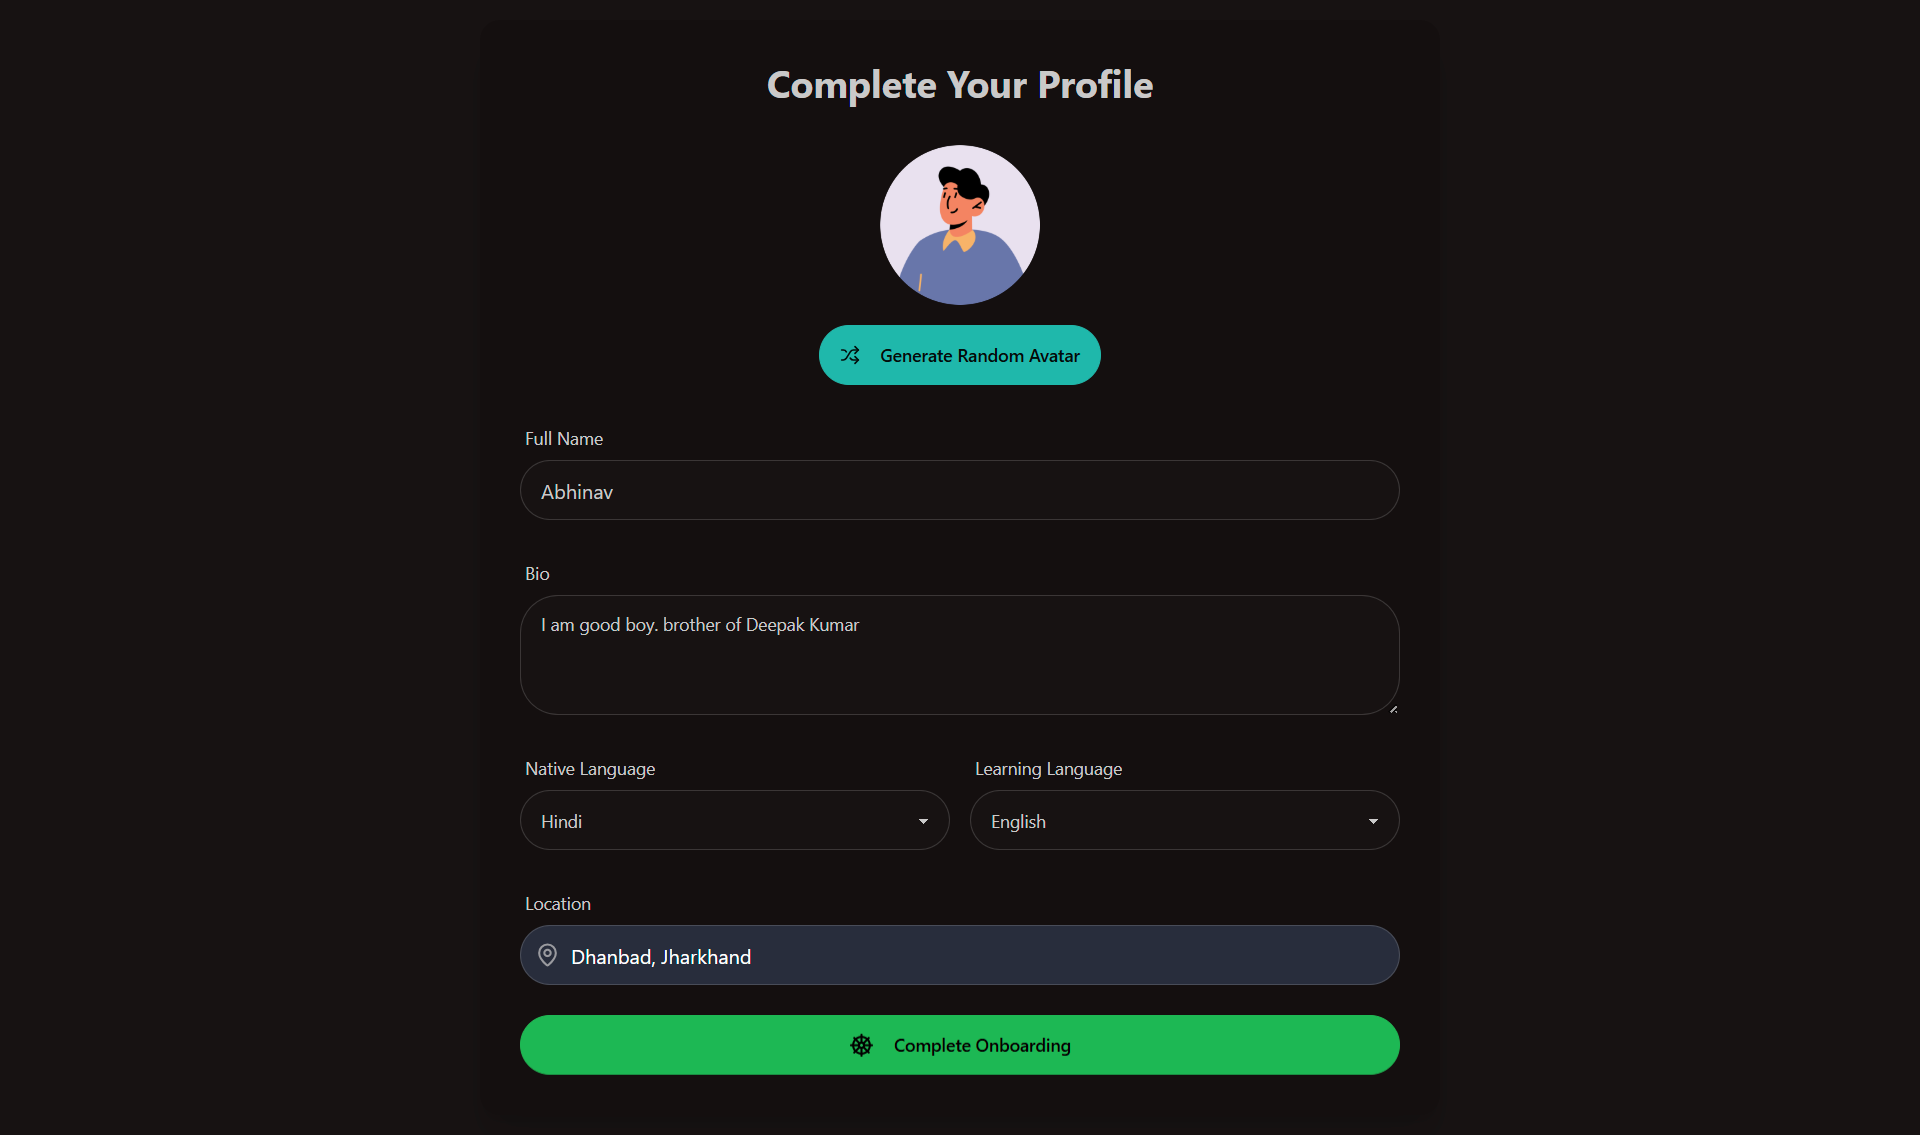 Complete Your Profile
Generate Random Avatar
Full Name
Abhinav
Bio
I am good boy. brother of Deepak Kumar
Native Language
Learning Language
Hindi
English
Location
Dhanbad, Jharkhand
Complete Onboarding